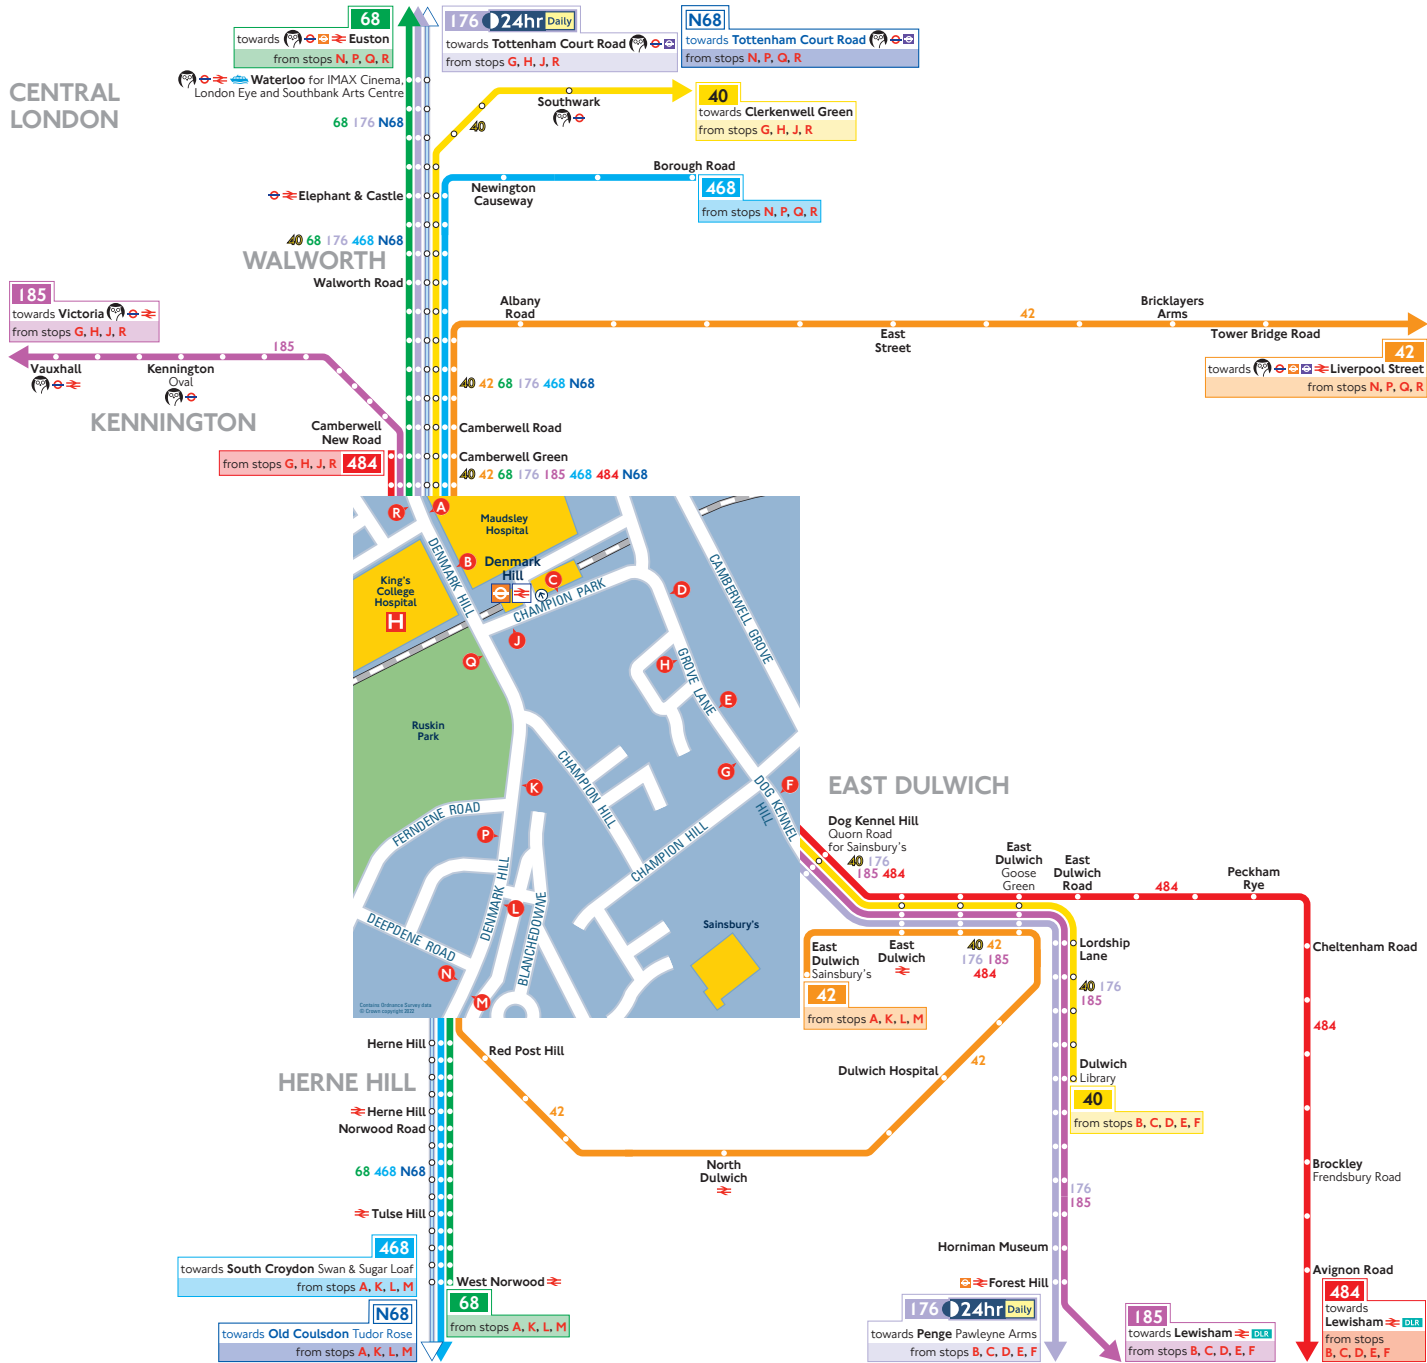 68
towards Euston
from stops N, P, Q, R
176 24hr Daily
towards Tottenham Court Road
from stops G, H, J, R
N68
towards Tottenham Court Road
from stops N, P, Q, R
CENTRAL
LONDON
Waterloo for IMAX Cinema,
London Eye and Southbank Arts Centre
68 176 N68
40
Southwark
40
towards Clerkenwell Green
from stops G, H, J, R
Borough Road
Newington
Causeway
468
from stops N, P, Q, R
Elephant & Castle
40 68 176 468 N68
WALWORTH
Walworth Road
185
towards Victoria
from stops G, H, J, R
185
Vauxhall
Kennington
Oval
KENNINGTON
Albany
Road
East
Street
42
Bricklayers
Arms
Tower Bridge Road
42
towards Liverpool Street
from stops N, P, Q, R
40 42 68 176 468 N68
Camberwell
New Road
Camberwell Road
Camberwell Green
from stops G, H, J, R 484
40 42 68 176 185 468 484 N68
R
A
Maudsley
Hospital
DENMARK HILL
B
Denmark
Hill
C
King's
College
Hospital
H
CHAMPION PARK
D
CAMBERWELL GROVE
J
Q
H
GROVE LANE
E
Ruskin
Park
CHAMPION HILL
G
F
DOG KENNEL
HILL
K
FERNDENE ROAD
P
CHAMPION HILL
DENMARK HILL
L
BLANCHEDOWNE
DEEPDENE ROAD
N
M
Sainsbury's
Contains Ordnance Survey data
© Crown copyright 2022
EAST DULWICH
Dog Kennel Hill
Quorn Road
for Sainsbury's
40 176
185 484
East
Dulwich
Goose
Green
East
Dulwich
Road
484
Peckham
Rye
East
Dulwich
Sainsbury's
East
Dulwich
40 42
176 185
484
Lordship
Lane
40 176
185
Cheltenham Road
42
from stops A, K, L, M
484
Herne Hill
Red Post Hill
42
Dulwich Hospital
42
Dulwich
Library
40
from stops B, C, D, E, F
HERNE HILL
Herne Hill
Norwood Road
North
Dulwich
68 468 N68
Brockley
Frendsbury Road
176
185
Tulse Hill
468
towards South Croydon Swan & Sugar Loaf
from stops A, K, L, M
Horniman Museum
Avignon Road
West Norwood
Forest Hill
N68
towards Old Coulsdon Tudor Rose
from stops A, K, L, M
68
from stops A, K, L, M
176 24hr Daily
towards Penge Pawleyne Arms
from stops B, C, D, E, F
185
towards Lewisham DLR
from stops B, C, D, E, F
484
towards
Lewisham DLR
from stops
B, C, D, E, F